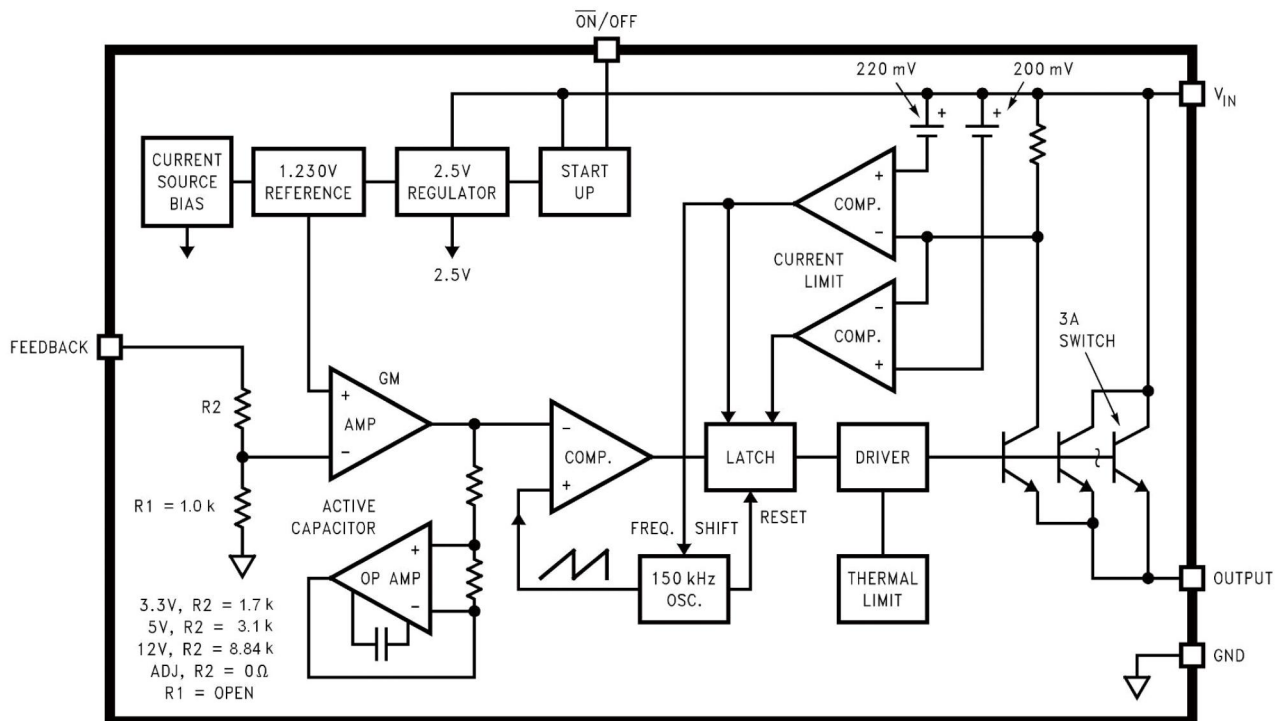 ON/OFF
220 mV
200 mV
+
+
VIN
CURRENT
SOURCE
BIAS
1.230V
REFERENCE
2.5V
REGULATOR
START
UP
2.5V
+
COMP.
-
CURRENT
LIMIT
-
COMP.
+
3A
SWITCH
FEEDBACK
R2
R1 = 1.0 k
GM
+
AMP
-
-
COMP.
+
LATCH
DRIVER
ACTIVE
CAPACITOR
+
OP AMP
-
FREQ. SHIFT
RESET
150 kHz
OSC.
THERMAL
LIMIT
OUTPUT
GND
3.3V, R2 = 1.7 k
5V, R2 = 3.1 k
12V, R2 = 8.84 k
ADJ, R2 = 0Ω
R1 = OPEN